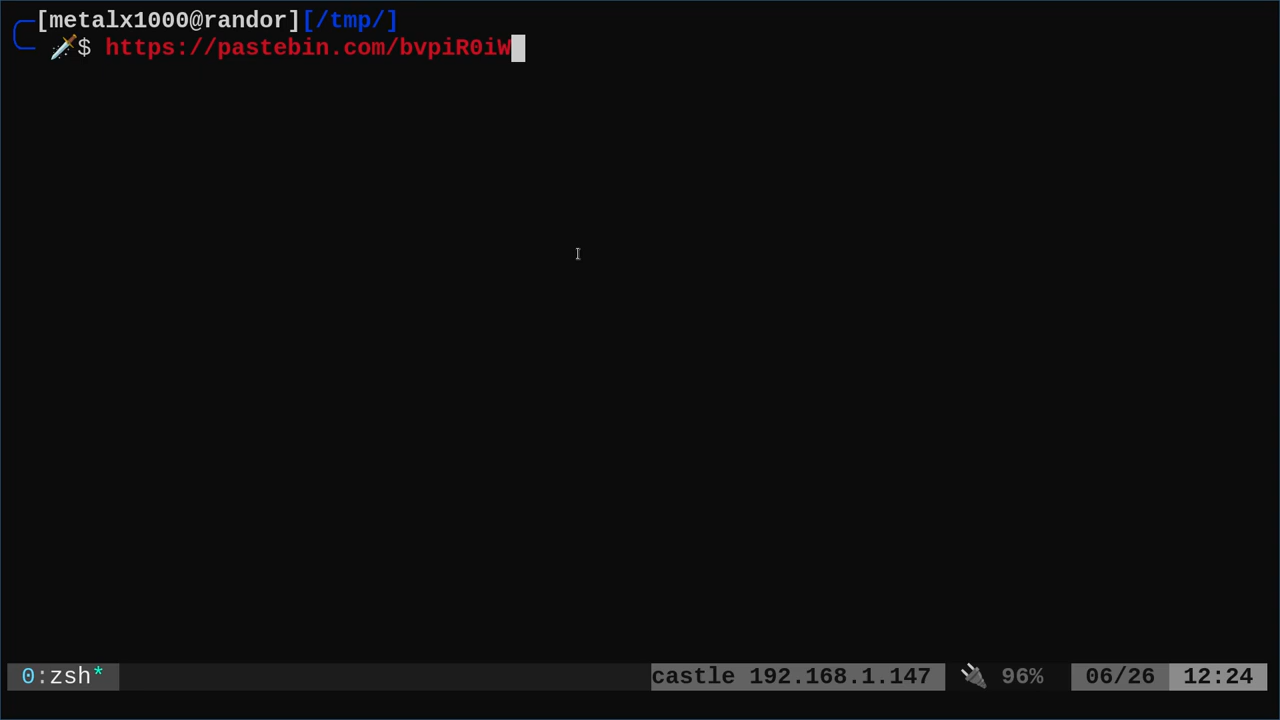 [metalx1000@randor][/tmp/]
$ https://pastebin.com/bvpiR0iW
0:zsh* castle 192.168.1.147 96% 06/26 12:24